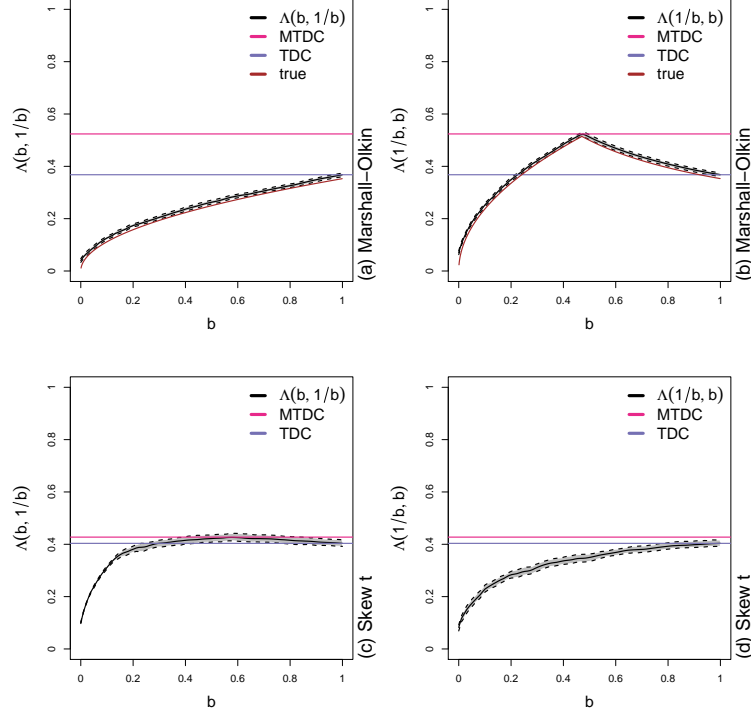 Λ(b, 1/b)
0 0.2 0.4 0.6 0.8 1
Λ(b, 1/b)
MTDC
TDC
true
0 0.2 0.4 0.6 0.8 1
b
(a) Marshall−Olkin
Λ(1/b, b)
0 0.2 0.4 0.6 0.8 1
Λ(1/b, b)
MTDC
TDC
true
0 0.2 0.4 0.6 0.8 1
b
(b) Marshall−Olkin
Λ(b, 1/b)
0 0.2 0.4 0.6 0.8 1
Λ(b, 1/b)
MTDC
TDC
0 0.2 0.4 0.6 0.8 1
b
(c) Skew t
Λ(1/b, b)
0 0.2 0.4 0.6 0.8 1
Λ(1/b, b)
MTDC
TDC
0 0.2 0.4 0.6 0.8 1
b
(d) Skew t